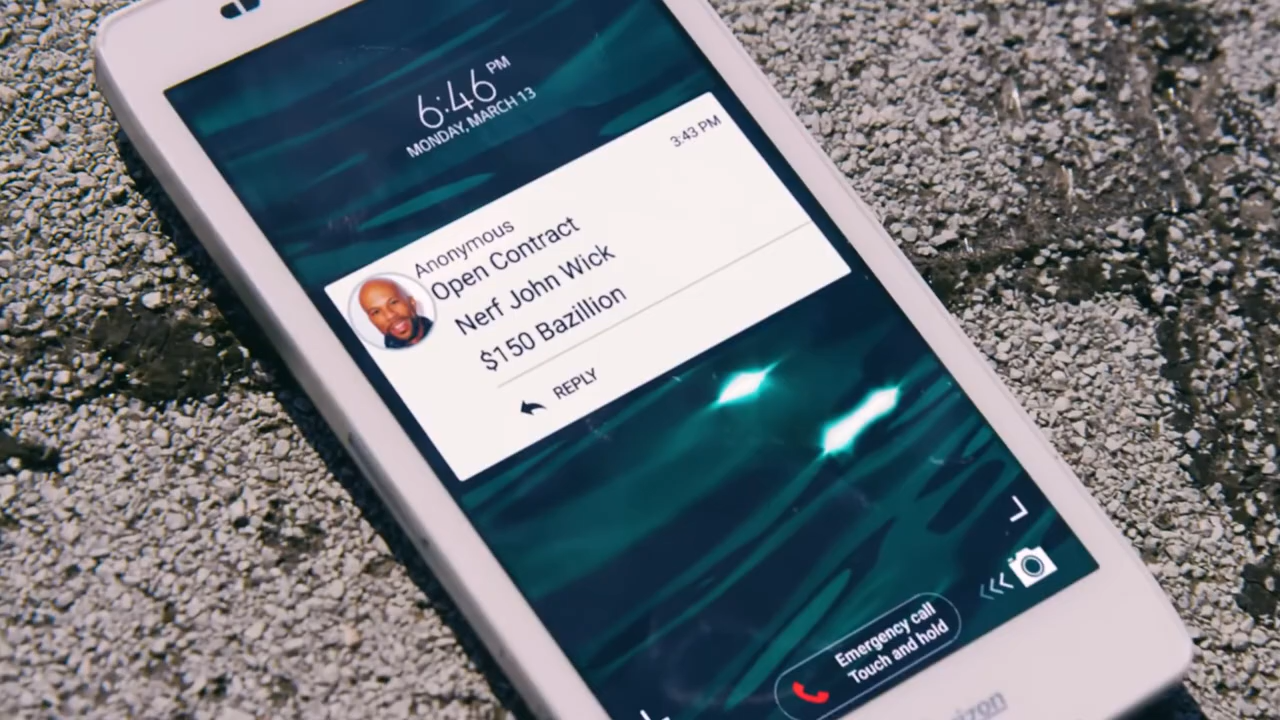 6:46 PM
MONDAY, MARCH 13
3:43 PM
Anonymous
Open Contract
Nerf John Wick
$150 Bazillion
REPLY
Emergency call
Touch and hold